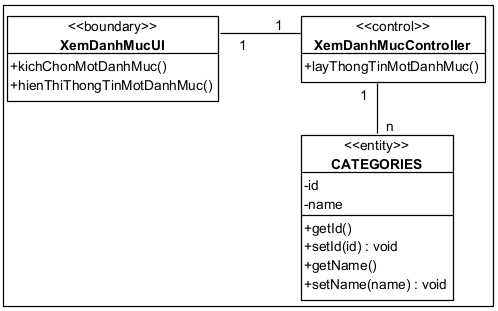 <<boundary>>
XemDanhMucUI
+kichChonMotDanhMuc()
+hienThiThongTinMotDanhMuc()
1
1
<<control>>
XemDanhMucController
+layThongTinMotDanhMuc()
1
n
<<entity>>
CATEGORIES
-id
-name
+getId()
+setId(id) : void
+getName()
+setName(name) : void